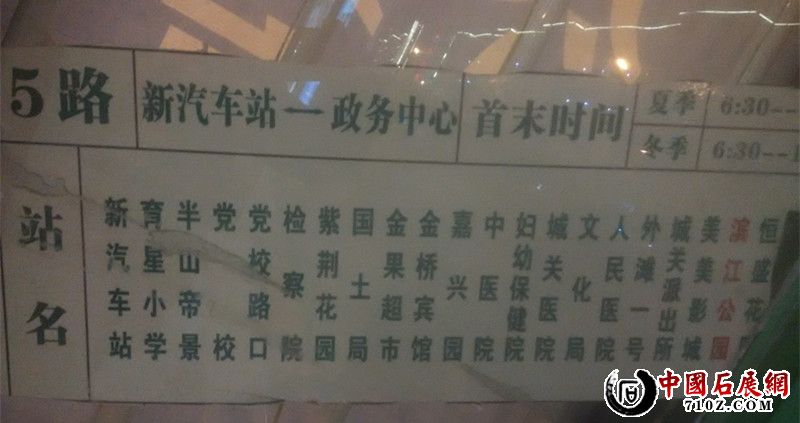 5路
新汽车站—政务中心
首末时间
夏季
6:30--
冬季
6:30--
站名
新汽车站
育星小学
半山帝景
党校
党校路口
检察院
紫荆花园
国土局
金果超市
金桥宾馆
嘉兴园
中医院
妇幼保健院
城关医院
文化局
人民医院
外滩一号
城关派出所
美美影城
滨江公园
恒盛花
中國石展網
7102.COM